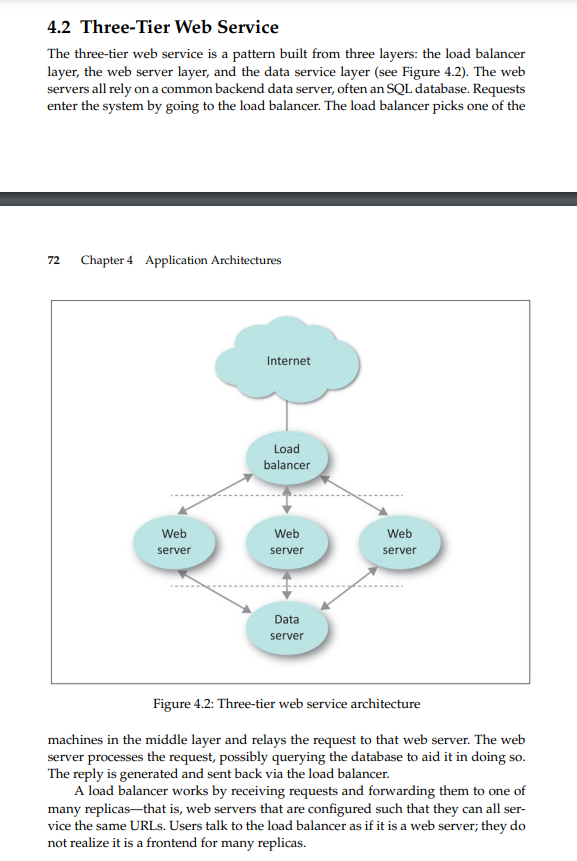 4.2 Three-Tier Web Service
The three-tier web service is a pattern built from three layers: the load balancer
layer, the web server layer, and the data service layer (see Figure 4.2). The web
servers all rely on a common backend data server, often an SQL database. Requests
enter the system by going to the load balancer. The load balancer picks one of the
72 Chapter 4 Application Architectures
Internet
Load
balancer
Web
server
Web
server
Web
server
Data
server
Figure 4.2: Three-tier web service architecture
machines in the middle layer and relays the request to that web server. The web
server processes the request, possibly querying the database to aid it in doing so.
The reply is generated and sent back via the load balancer.
A load balancer works by receiving requests and forwarding them to one of
many replicas—that is, web servers that are configured such that they can all ser-
vice the same URLs. Users talk to the load balancer as if it is a web server; they do
not realize it is a frontend for many replicas.